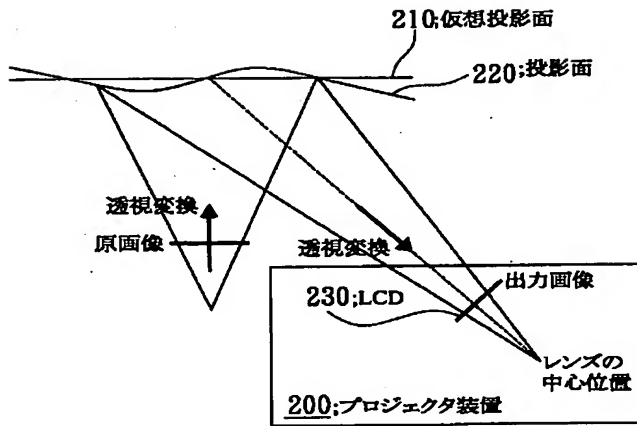 210;仮想投影面
220;投影面
透視変換
原画像
透視変換
出力画像
230;LCD
レンズの
中心位置
200;プロジェクタ装置